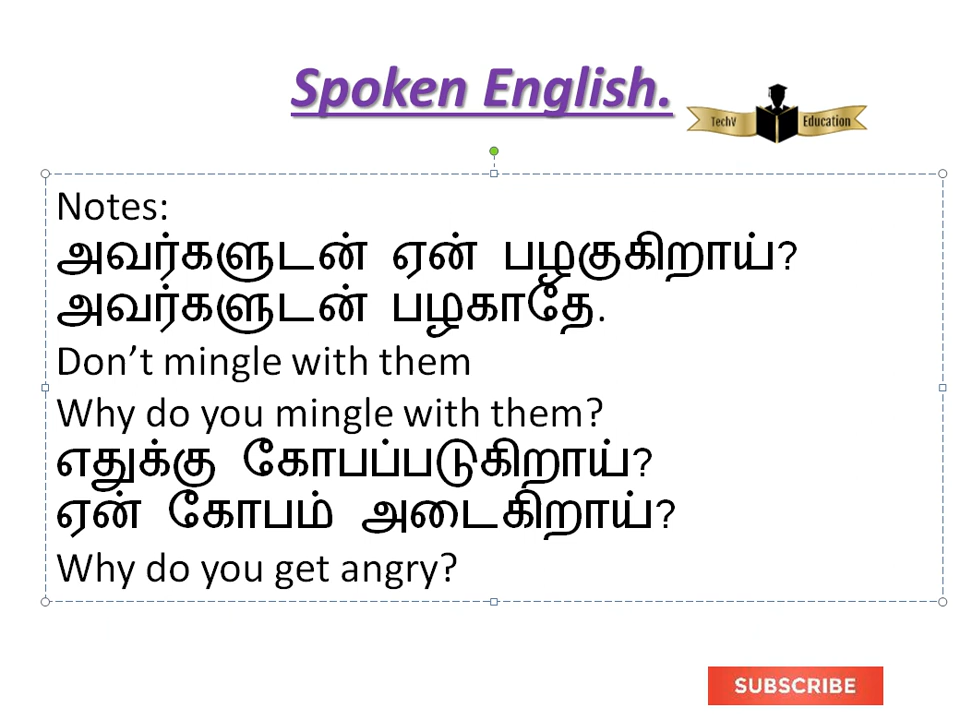 Spoken English.
TechV Education
Notes:
அவர்களுடன் ஏன் பழகுகிறாய்?
அவர்களுடன் பழகாதே.
Don’t mingle with them
Why do you mingle with them?
எதுக்கு கோபப்படுகிறாய்?
ஏன் கோபம் அடைகிறாய்?
Why do you get angry?
SUBSCRIBE